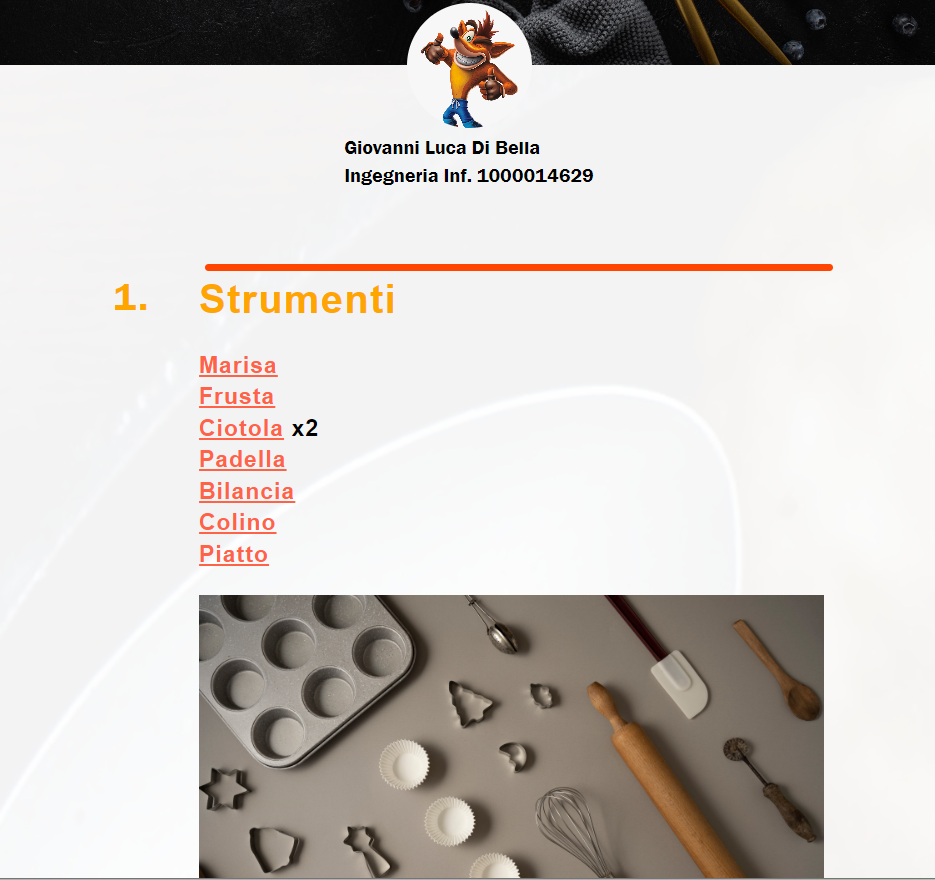 Giovanni Luca Di Bella
Ingegneria Inf. 1000014629
1. Strumenti
Marisa
Frusta
Ciotola x2
Padella
Bilancia
Colino
Piatto